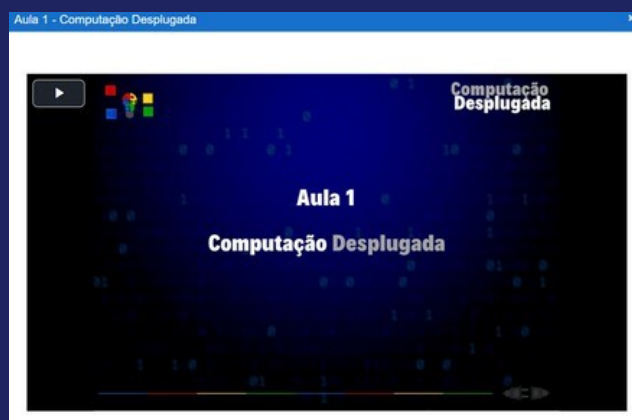 Aula 1 - Computação Desplugada
Computação
Desplugada
Aula 1
Computação Desplugada